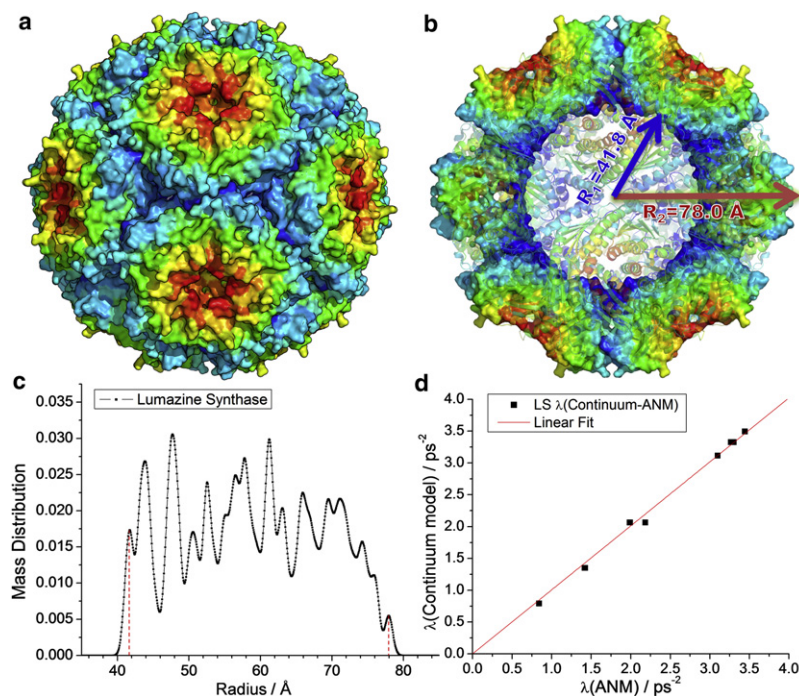 a
b
R₁=41.8 Å
R₂=78.0 Å
c
Lumazine Synthase
Mass Distribution
0.035
0.030
0.025
0.020
0.015
0.010
0.005
0.000
30 40 50 60 70 80 90
Radius / Å
d
LS λ(Continuum-ANM)
Linear Fit
λ(Continuum model) / ps⁻²
4.0
3.5
3.0
2.5
2.0
1.5
1.0
0.5
0.0
0.0 0.5 1.0 1.5 2.0 2.5 3.0 3.5 4.0
λ(ANM) / ps⁻²